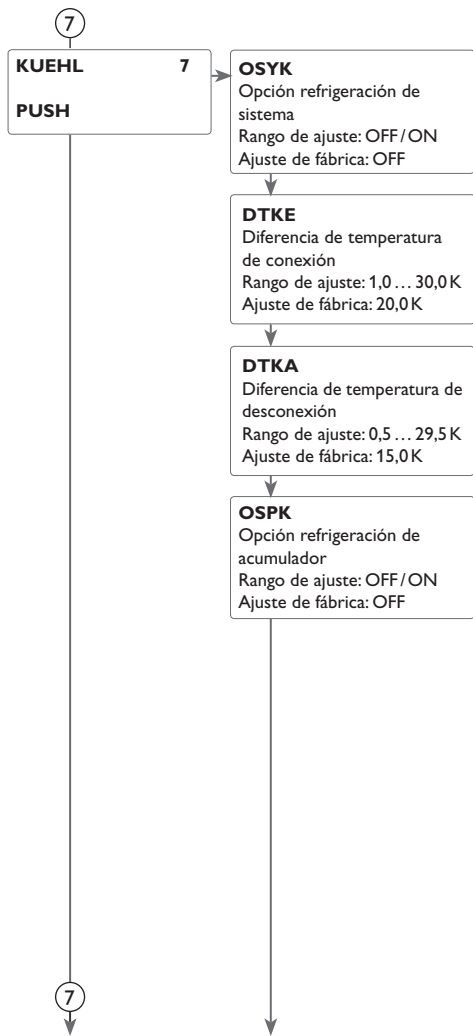 7
KUEHL 7
PUSH
OSYK
Opción refrigeración de
sistema
Rango de ajuste: OFF / ON
Ajuste de fábrica: OFF
DTKE
Diferencia de temperatura
de conexión
Rango de ajuste: 1,0 … 30,0 K
Ajuste de fábrica: 20,0 K
DTKA
Diferencia de temperatura de
desconexión
Rango de ajuste: 0,5 … 29,5 K
Ajuste de fábrica: 15,0 K
OSPK
Opción refrigeración de
acumulador
Rango de ajuste: OFF / ON
Ajuste de fábrica: OFF
7